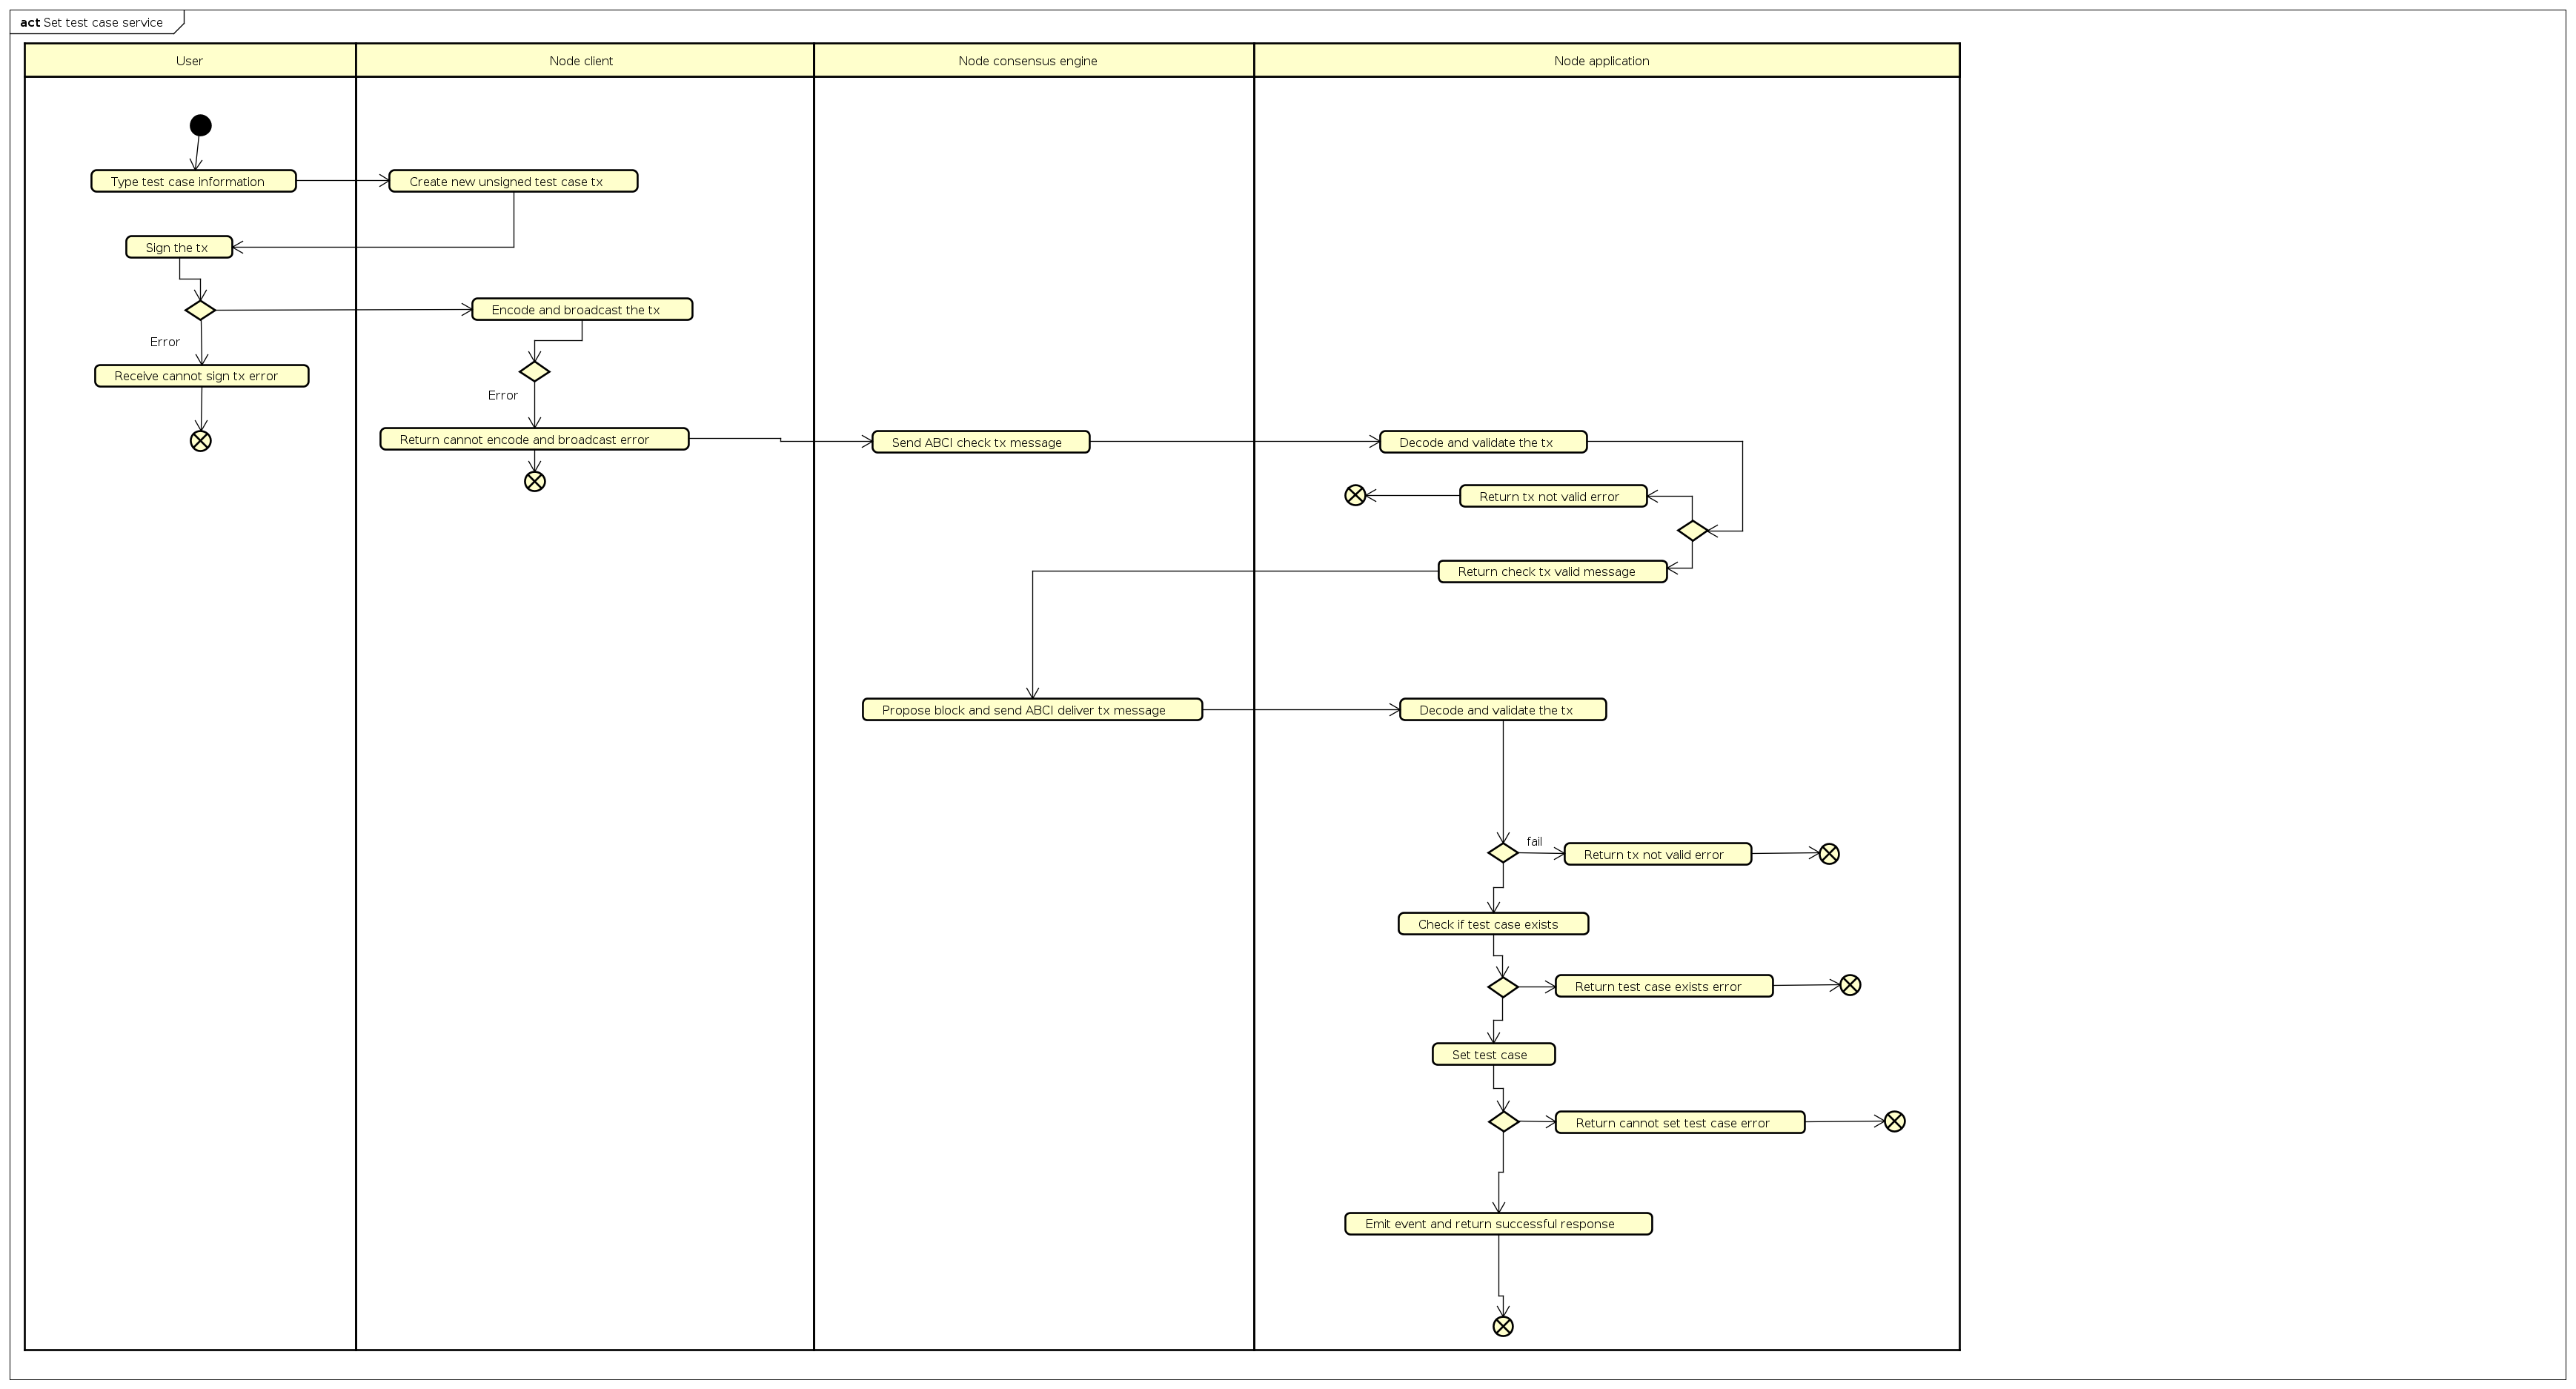 act Set test case service
User
Node client
Node consensus engine
Node application
Type test case information
Create new unsigned test case tx
Sign the tx
Encode and broadcast the tx
Error
Receive cannot sign tx error
Error
Return cannot encode and broadcast error
Send ABCI check tx message
Decode and validate the tx
Return tx not valid error
Return check tx valid message
Propose block and send ABCI deliver tx message
Decode and validate the tx
fail
Return tx not valid error
Check if test case exists
Return test case exists error
Set test case
Return cannot set test case error
Emit event and return successful response